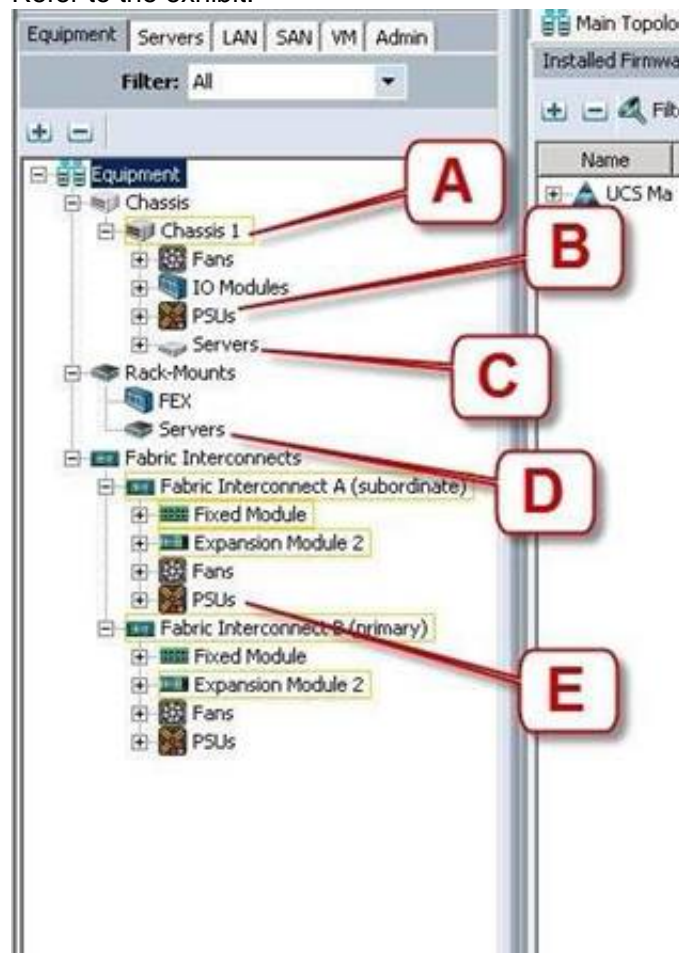 Refer to the exhibit.
Equipment Servers LAN SAN VM Admin
Filter: All
Equipment
Chassis
Chassis 1
Fans
IO Modules
PSUs
Servers
Rack-Mounts
FEX
Servers
Fabric Interconnects
Fabric Interconnect A (subordinate)
Fixed Module
Expansion Module 2
Fans
PSUs
Fabric Interconnect B (primary)
Fixed Module
Expansion Module 2
Fans
PSUs
A
B
C
D
E
Main Topolo
Installed Firmwa
Filt
Name
UCS Ma